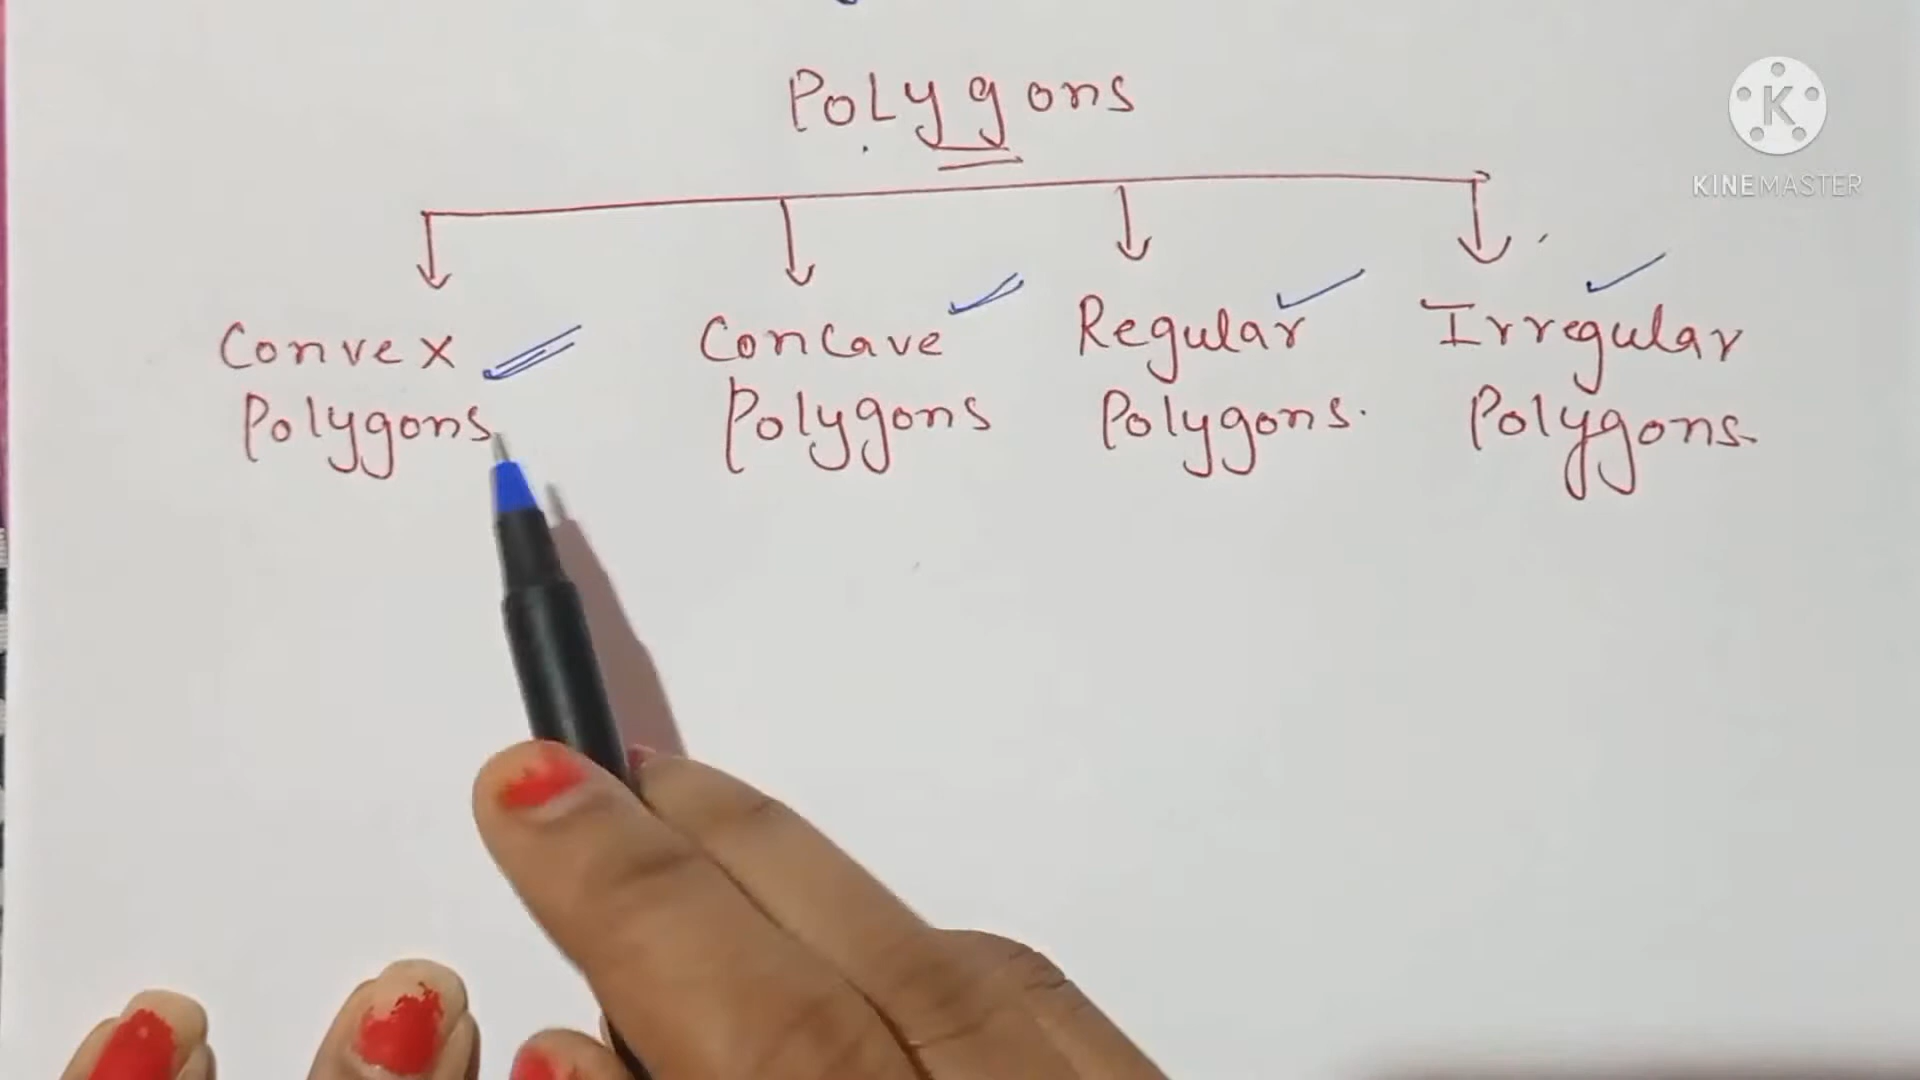 Polygons
K
KINEMASTER
Convex
Polygons
Concave
Polygons
Regular
Polygons.
Irregular
Polygons.